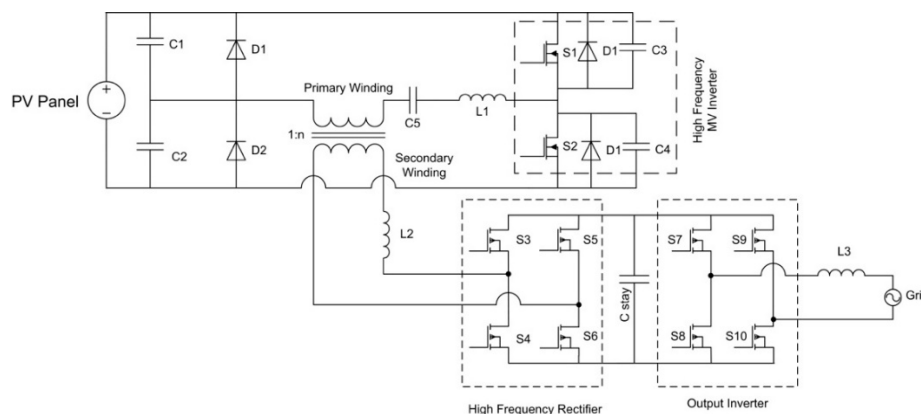 C1
D1
S1
D1
C3
High Frequency
MV Inverter
Primary Winding
PV Panel
+
−
C5
L1
1:n
C2
D2
S2
D1
C4
Secondary
Winding
L2
S3
S5
S7
S9
L3
C stay
Gri
S4
S6
S8
S10
High Frequency Rectifier
Output Inverter